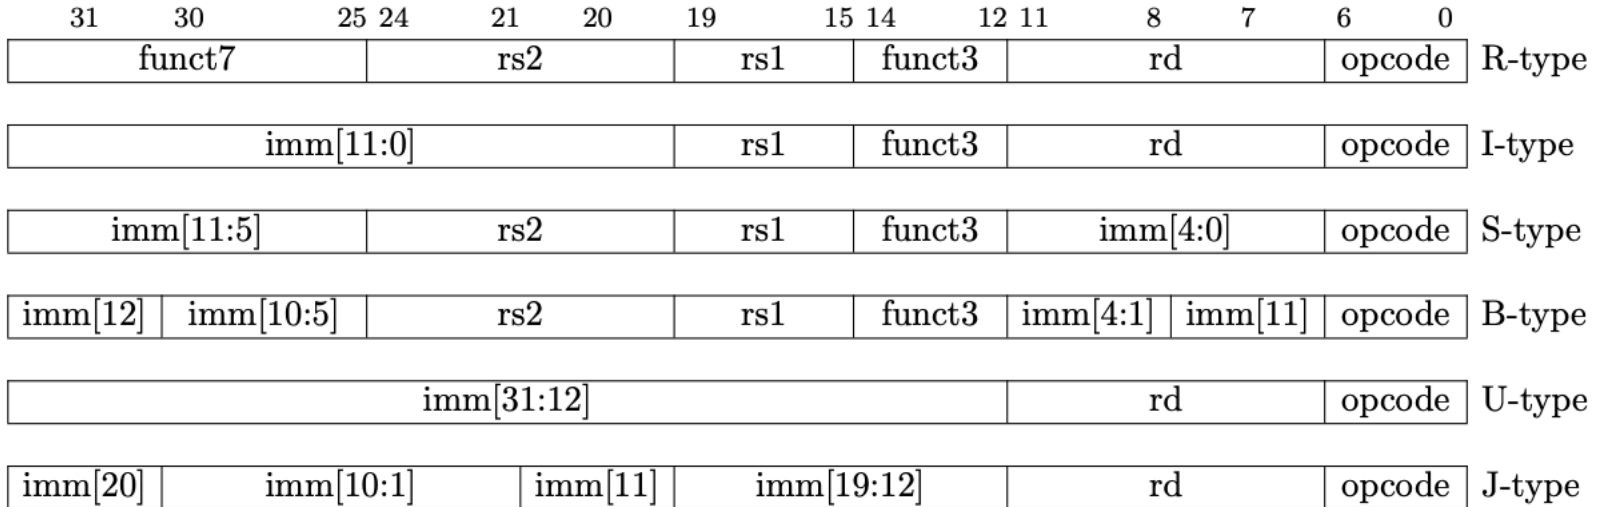 31 30 25 24 21 20 19 15 14 12 11 8 7 6 0
funct7 rs2 rs1 funct3 rd opcode R-type
imm[11:0] rs1 funct3 rd opcode I-type
imm[11:5] rs2 rs1 funct3 imm[4:0] opcode S-type
imm[12] imm[10:5] rs2 rs1 funct3 imm[4:1] imm[11] opcode B-type
imm[31:12] rd opcode U-type
imm[20] imm[10:1] imm[11] imm[19:12] rd opcode J-type